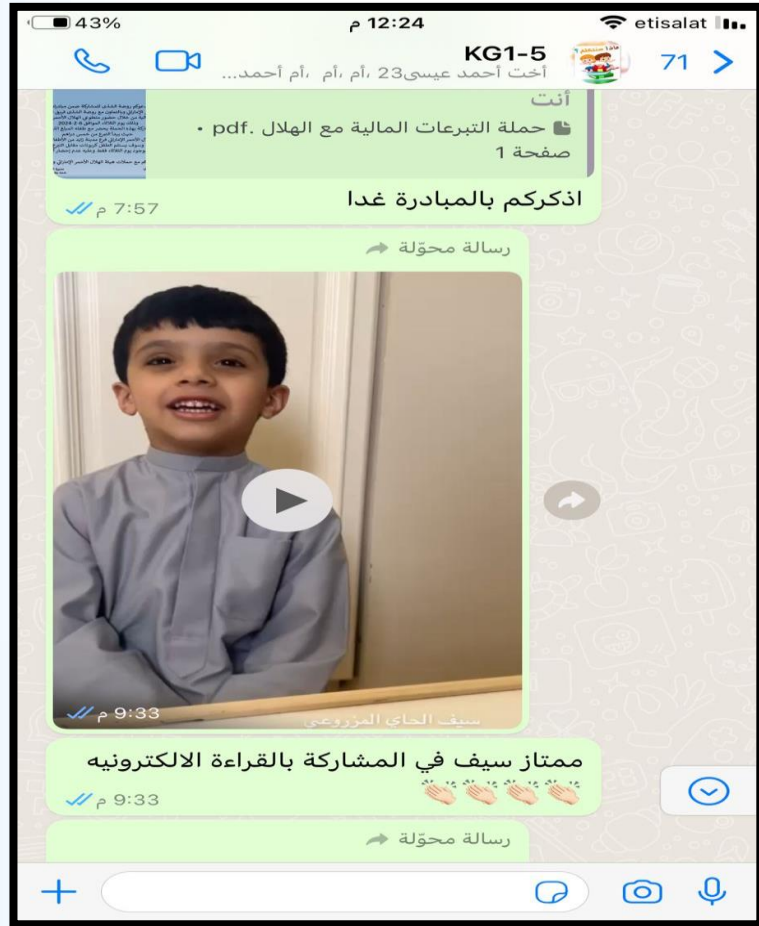 43%
12:24 م
etisalat
KG1-5
71
أخت أحمد عيسى23 ،أم ،أم ،أم أحمد...
أنت
حملة التبرعات المالية مع الهلال .pdf •
صفحة 1
اذكركم بالمبادرة غدا
7:57 م
رسالة محوّلة
سيف الحاي المزروعي
9:33 م
ممتاز سيف في المشاركة بالقراءة الالكترونيه
👏🏻👏🏻👏🏻👏🏻
9:33 م
رسالة محوّلة